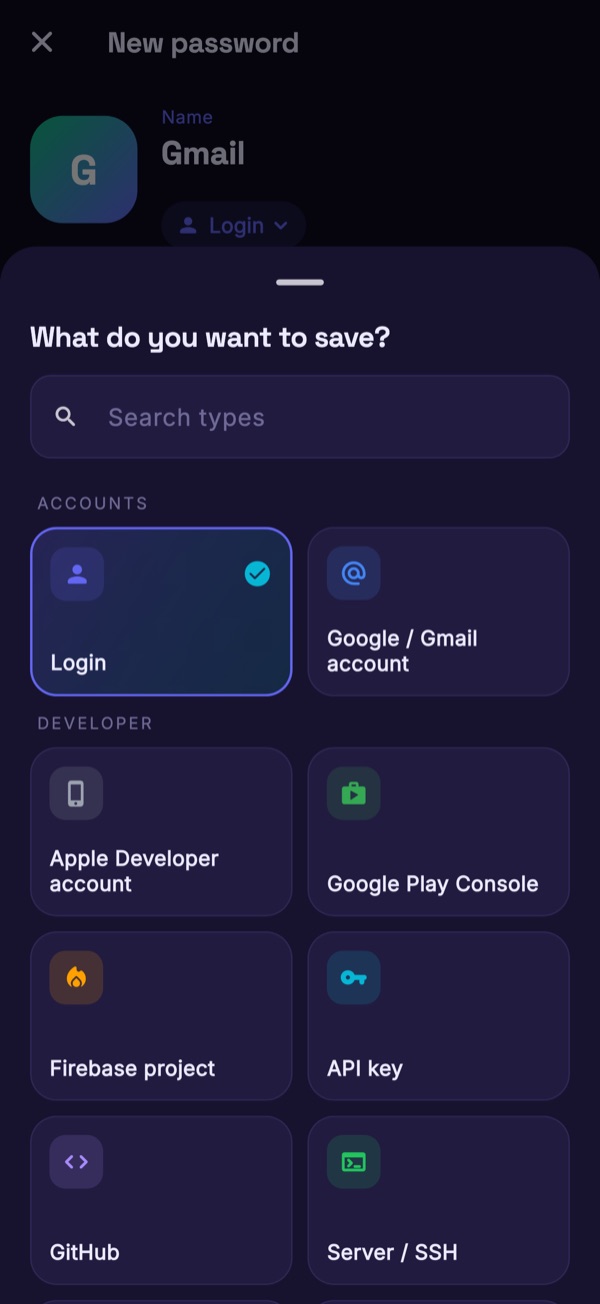 New password
Name
G
Gmail
Login
What do you want to save?
Search types
ACCOUNTS
Login
Google / Gmail
account
DEVELOPER
Apple Developer
account
Google Play Console
Firebase project
API key
GitHub
Server / SSH